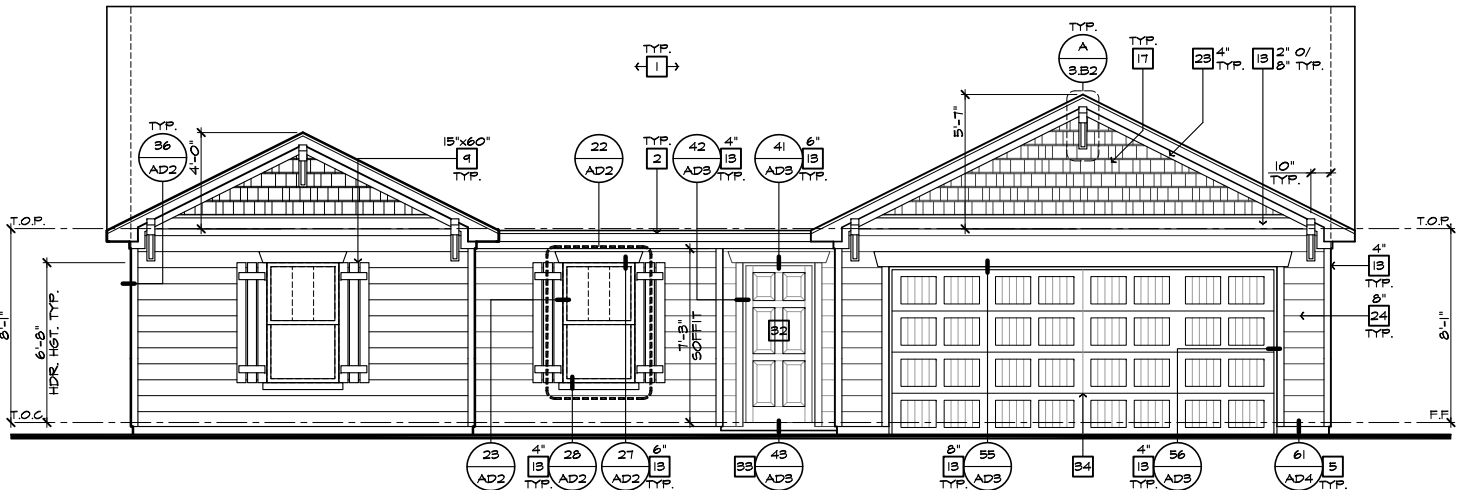 TYP.
1
TYP.
A
3.B2
TYP.
17
23
4"
TYP.
13
2" O/
8" TYP.
TYP.
36
AD2
4'-0"
15"x60"
9
TYP.
22
AD2
TYP.
2
42
AD3
4"
13
TYP.
41
AD3
6"
13
TYP.
5'-7"
10"
TYP.
T.O.P.
T.O.P.
8'-1"
6'-8"
HDR. HGT. TYP.
7'-3"
SOFFIT
32
4"
13
TYP.
8"
24
TYP.
8'-1"
T.O.C.
F.F.
23
AD2
4"
13
TYP.
28
AD2
27
AD2
6"
13
TYP.
33
43
AD3
8"
13
TYP.
55
AD3
34
4"
13
TYP.
56
AD3
61
AD4
5
TYP.